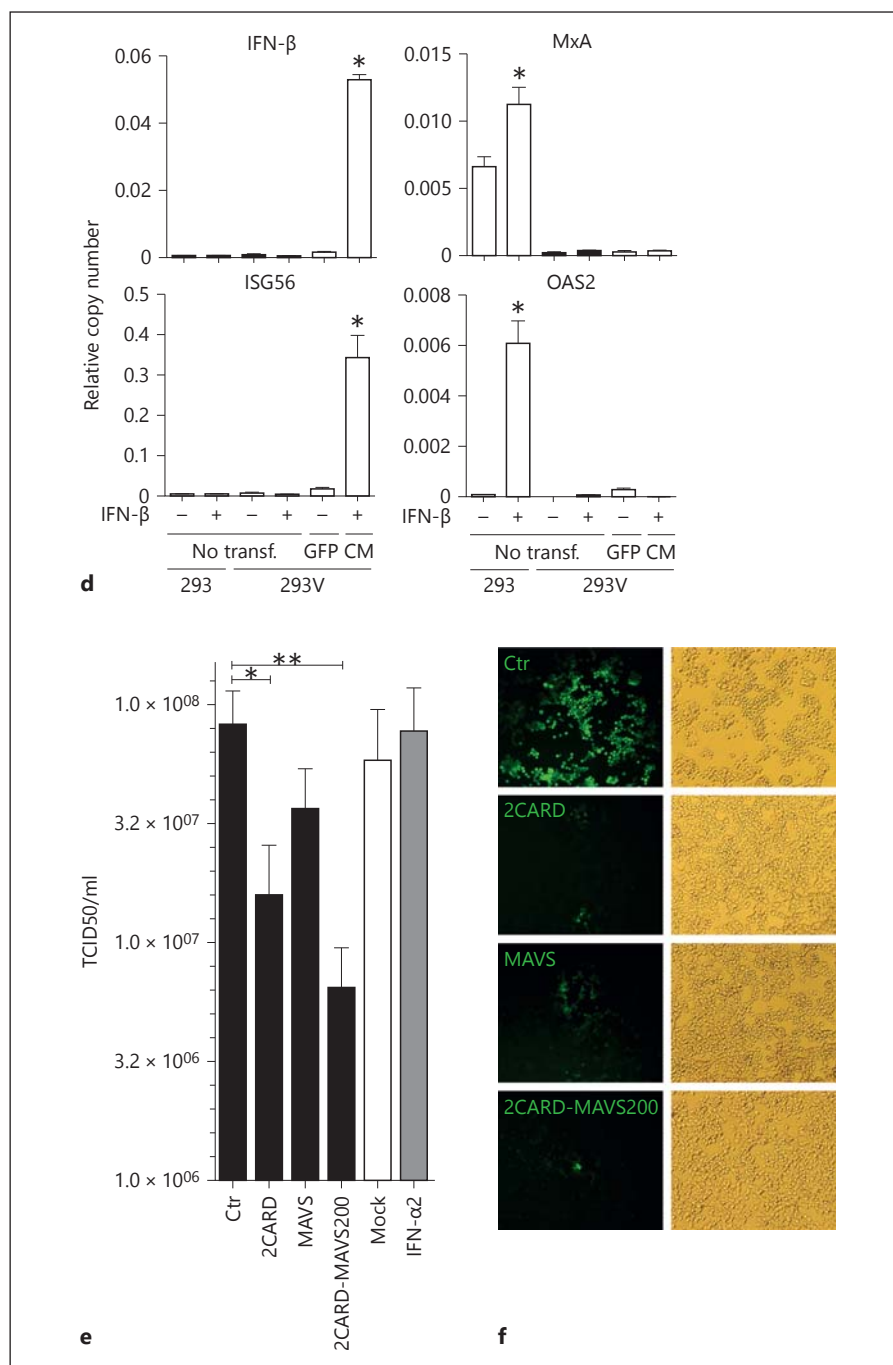 IFN-β
MxA
0.06
0.04
0.02
0
*
0.015
0.010
0.005
0
*
Relative copy number
ISG56
OAS2
0.5
0.4
0.3
0.2
0.1
0
*
0.008
0.006
0.004
0.002
0
*
IFN-β − + − + − +
− + − + − +
No transf. GFP CM
No transf. GFP CM
293 293V
293 293V
d
**
*
TCID50/ml
1.0 × 10⁰⁸
3.2 × 10⁰⁷
1.0 × 10⁰⁷
3.2 × 10⁰⁶
1.0 × 10⁰⁶
Ctr
2CARD
MAVS
2CARD-MAVS200
Mock
IFN-α2
e
Ctr
2CARD
MAVS
2CARD-MAVS200
f